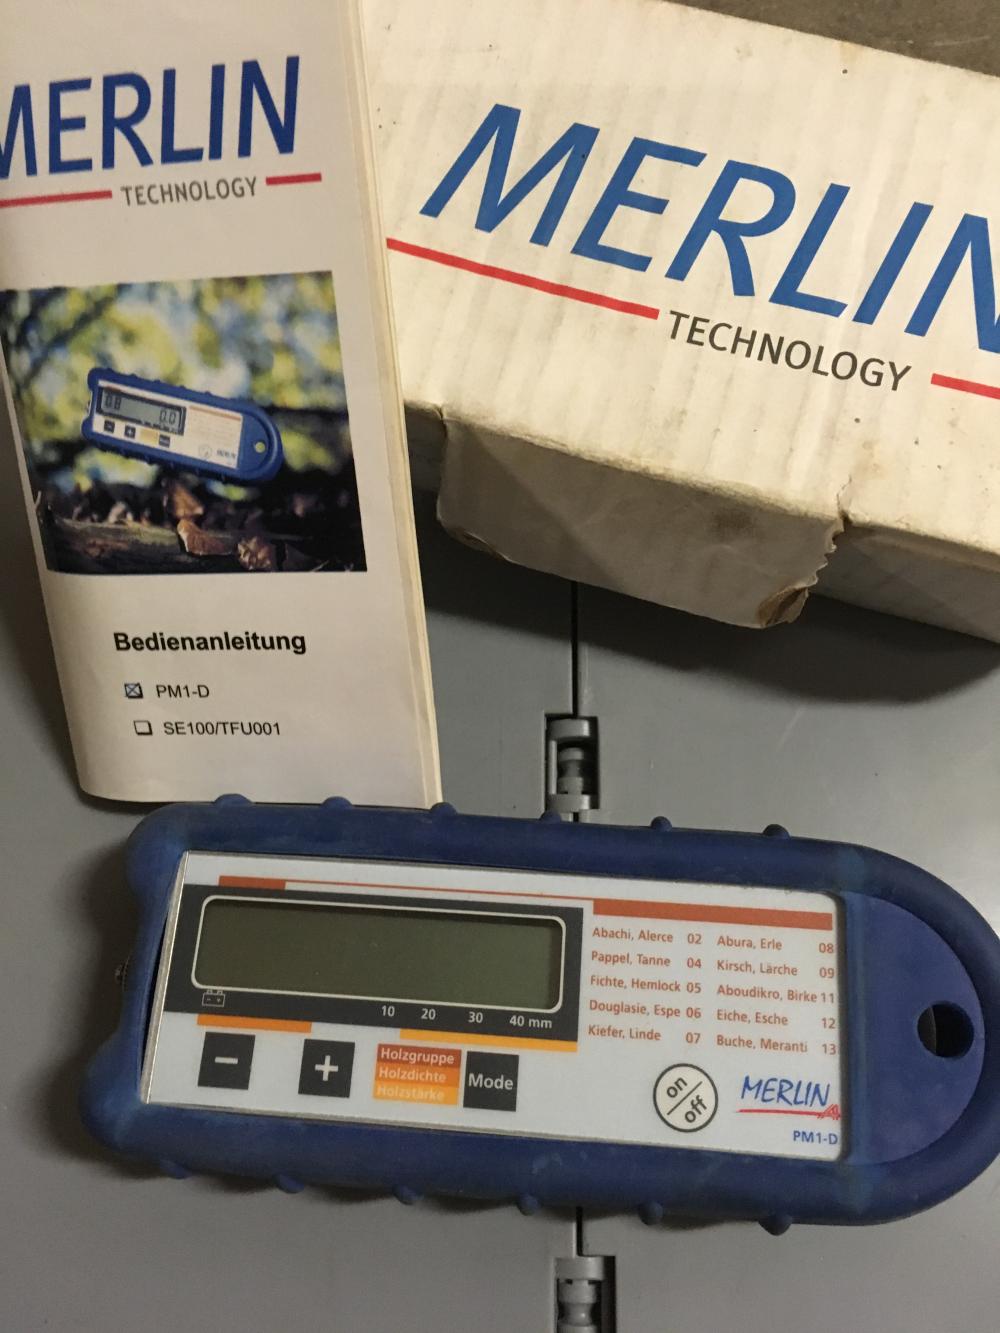 MERLIN
TECHNOLOGY
Bedienanleitung
PM1-D
SE100/TFU001
MERLIN
TECHNOLOGY
10 20 30 40 mm
Abachi, Alerce 02 Abura, Erle 08
Pappel, Tanne 04 Kirsch, Lärche 09
Fichte, Hemlock 05 Aboudikro, Birke 11
Douglasie, Espe 06 Eiche, Esche 12
Kiefer, Linde 07 Buche, Meranti 13
− + Holzgruppe
Holzdichte
Holzstärke
Mode
on
off
MERLIN
PM1-D